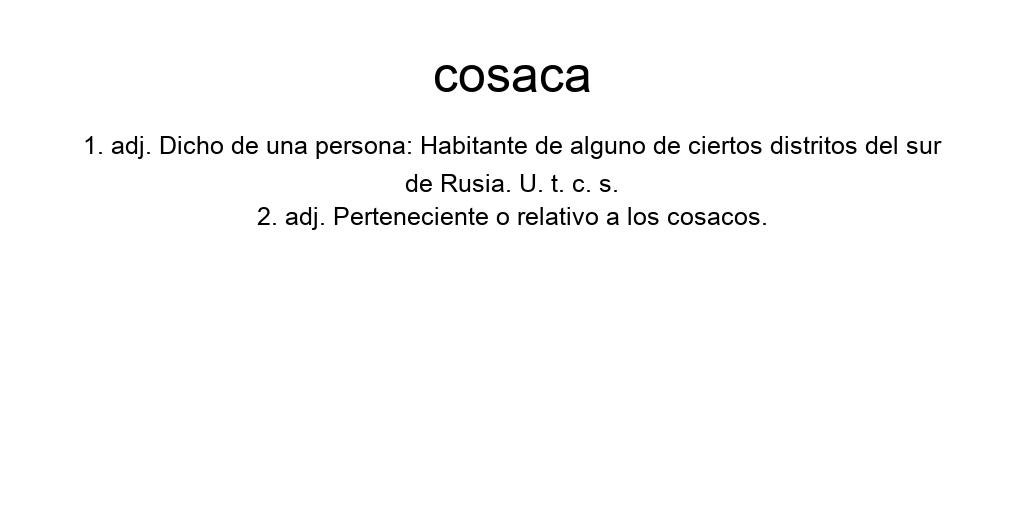 cosaca
1. adj. Dicho de una persona: Habitante de alguno de ciertos distritos del sur
de Rusia. U. t. c. s.
2. adj. Perteneciente o relativo a los cosacos.